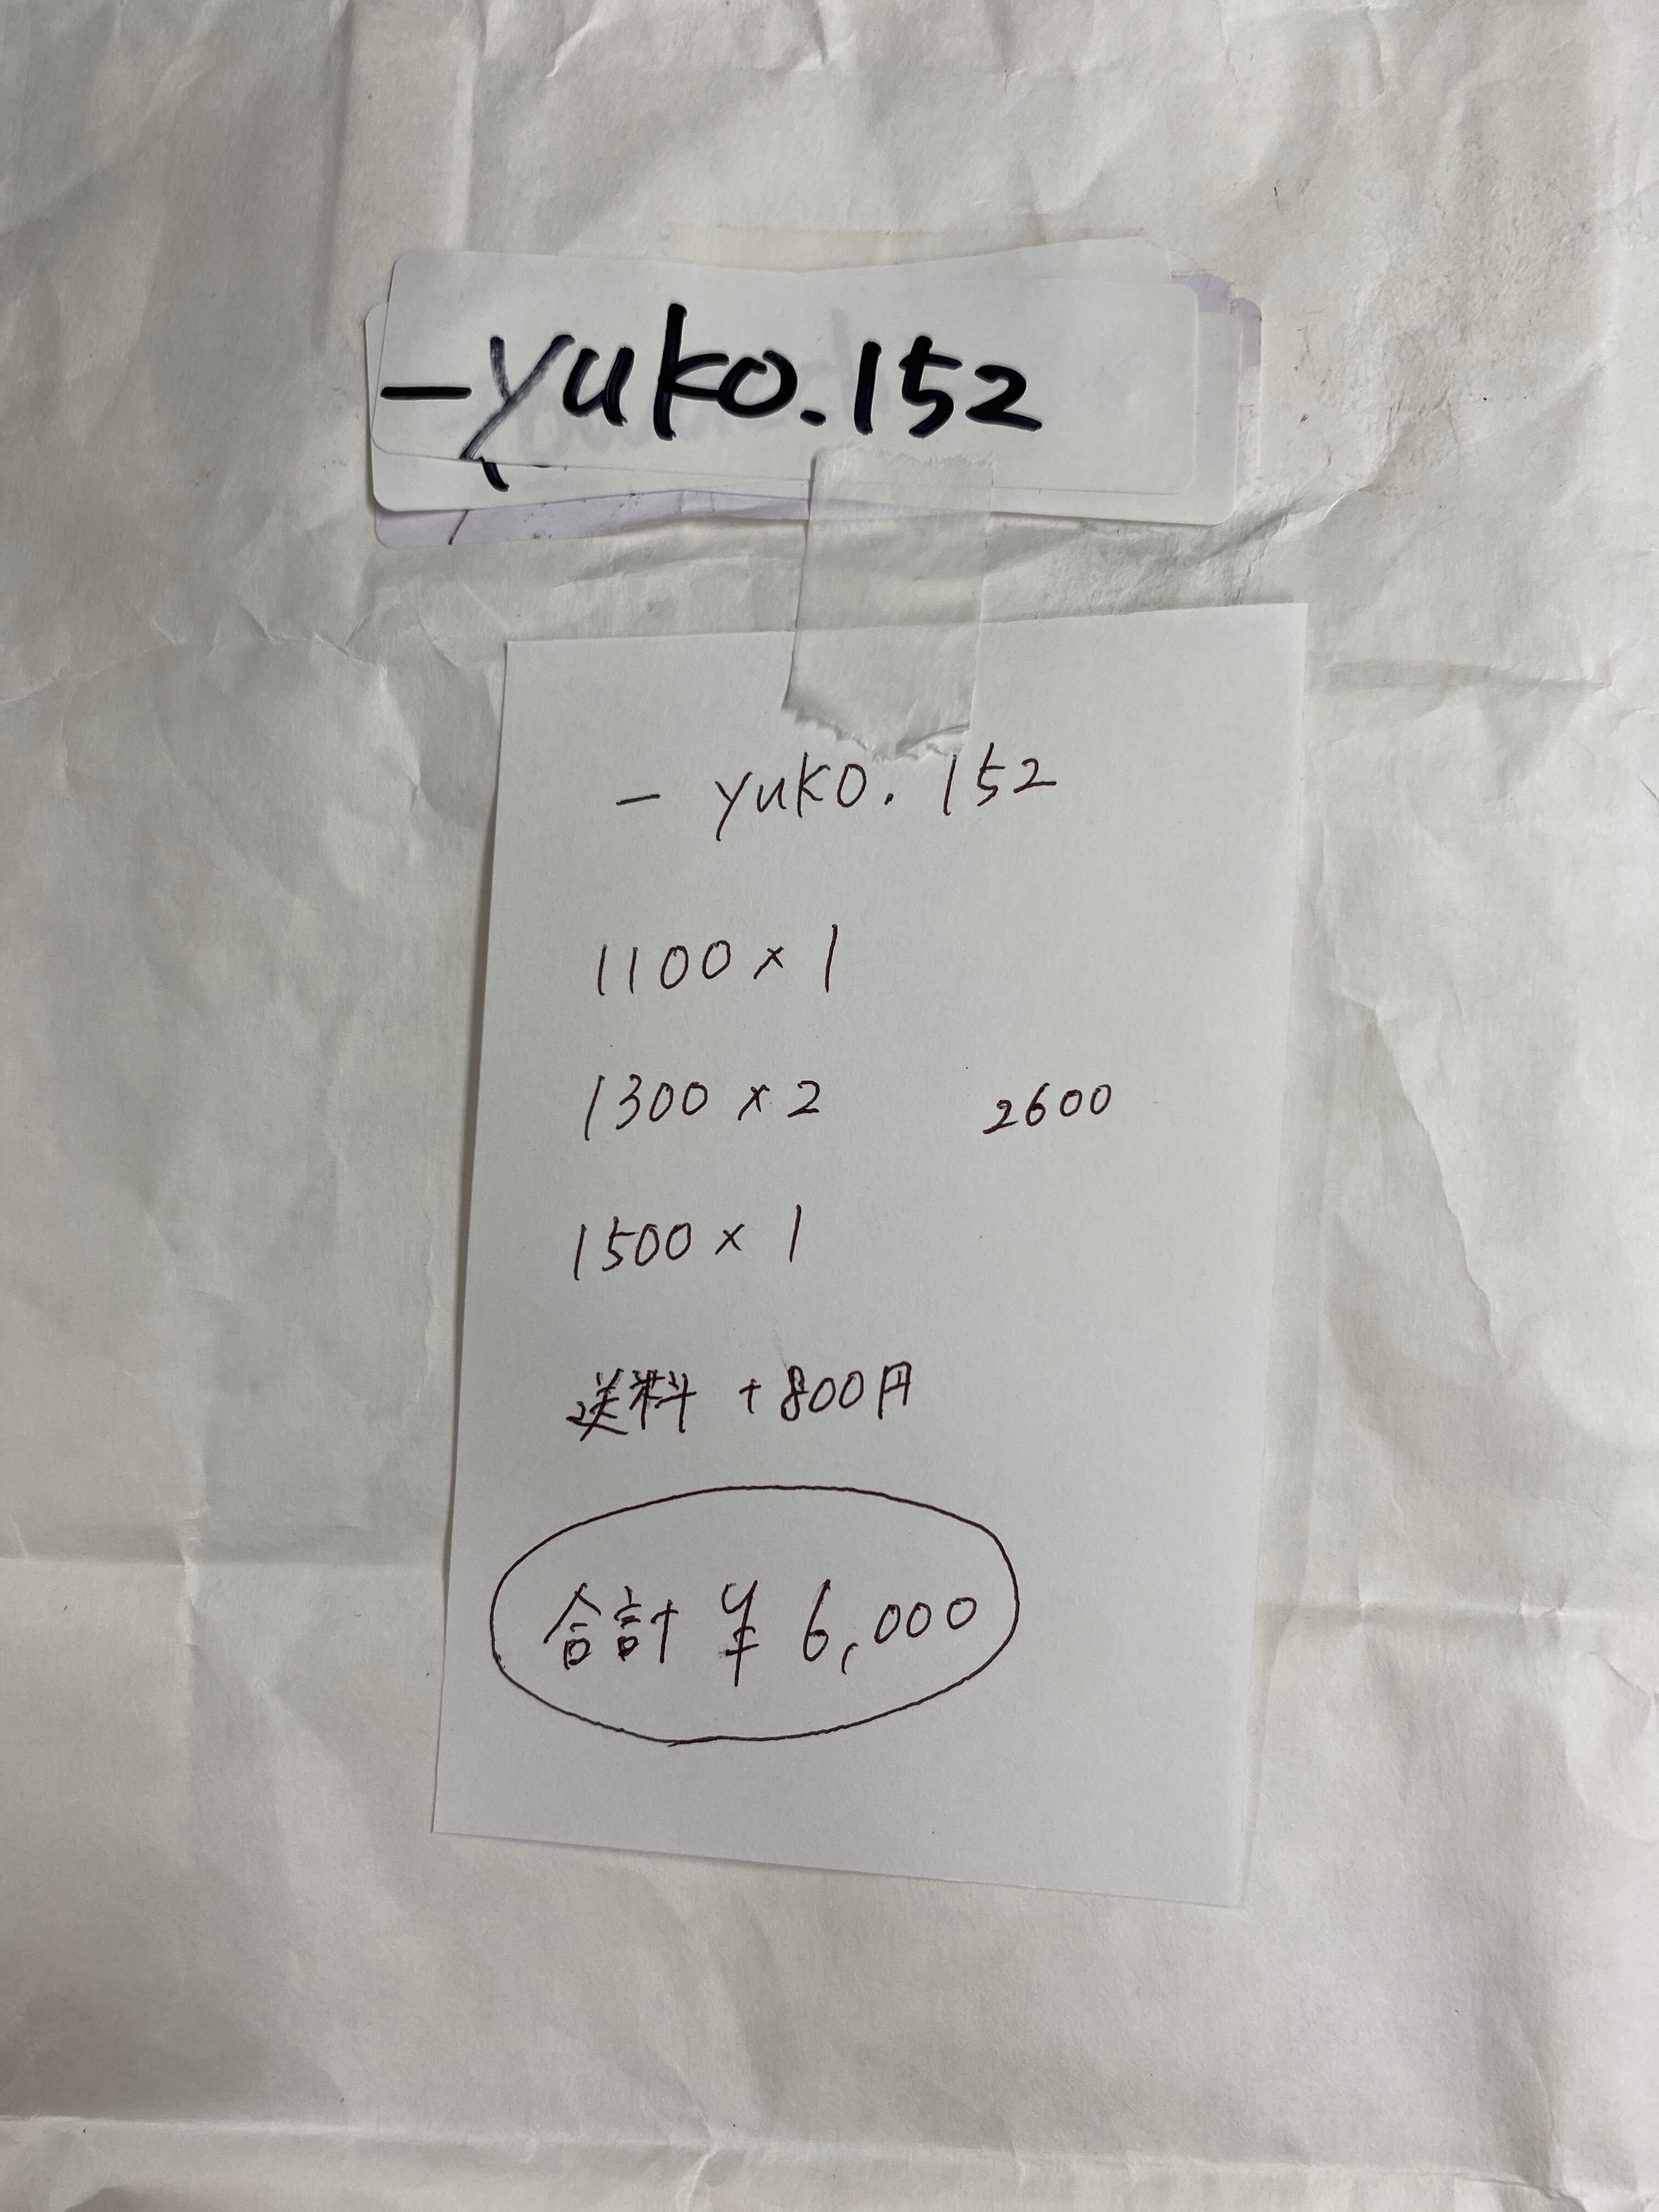 -yuko.152
- yuko. 152
1100 × 1
1300 × 2 2600
1500 × 1
送料 +800円
合計 ¥ 6,000